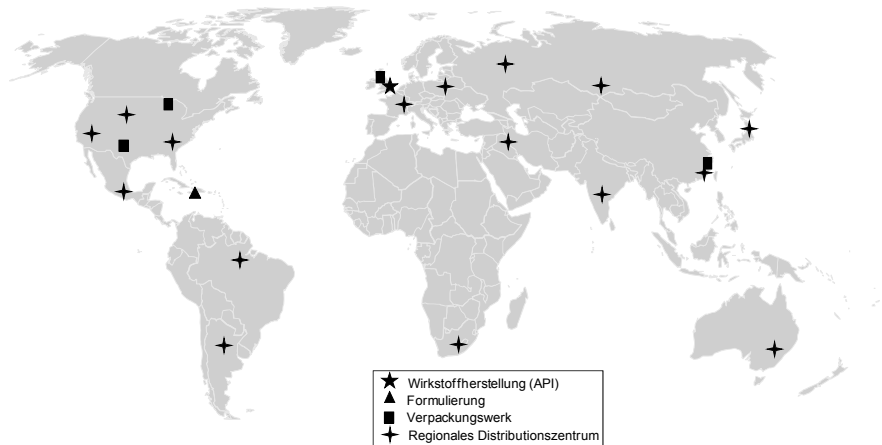 Wirkstoffherstellung (API)
Formulierung
Verpackungswerk
Regionales Distributionszentrum